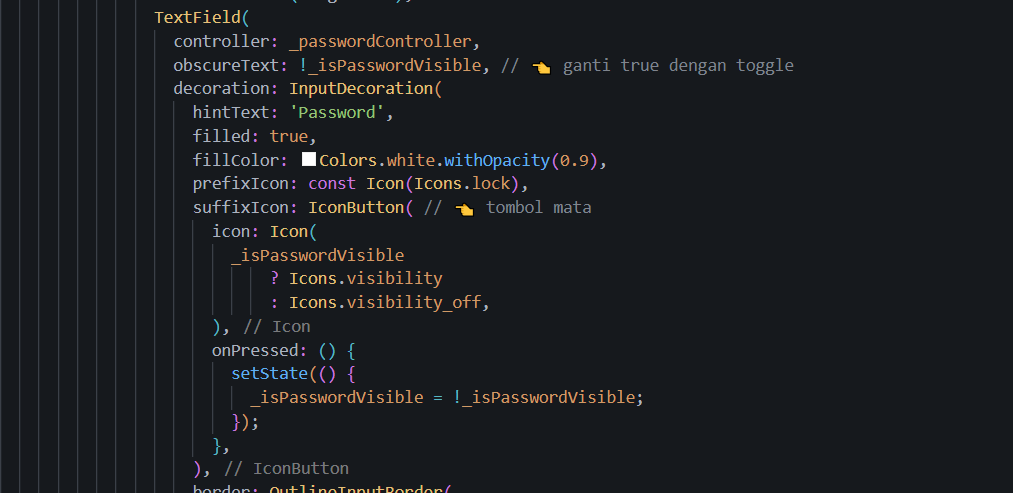 TextField(
controller: _passwordController,
obscureText: !_isPasswordVisible, // 👈 ganti true dengan toggle
decoration: InputDecoration(
hintText: 'Password',
filled: true,
fillColor: Colors.white.withOpacity(0.9),
prefixIcon: const Icon(Icons.lock),
suffixIcon: IconButton( // 👈 tombol mata
icon: Icon(
_isPasswordVisible
? Icons.visibility
: Icons.visibility_off,
), // Icon
onPressed: () {
setState(() {
_isPasswordVisible = !_isPasswordVisible;
});
},
), // IconButton
border: OutlineInputBorder(